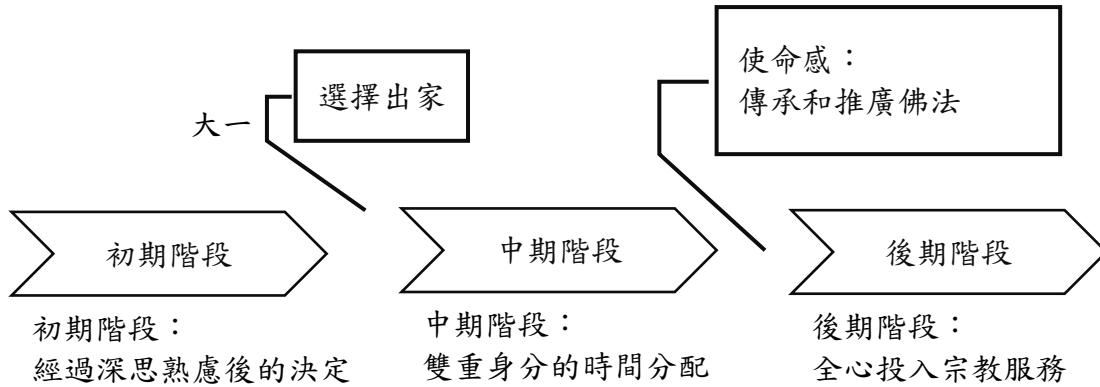 使命感：
傳承和推廣佛法
選擇出家
大一
初期階段
中期階段
後期階段
初期階段：
經過深思熟慮後的決定
中期階段：
雙重身分的時間分配
後期階段：
全心投入宗教服務